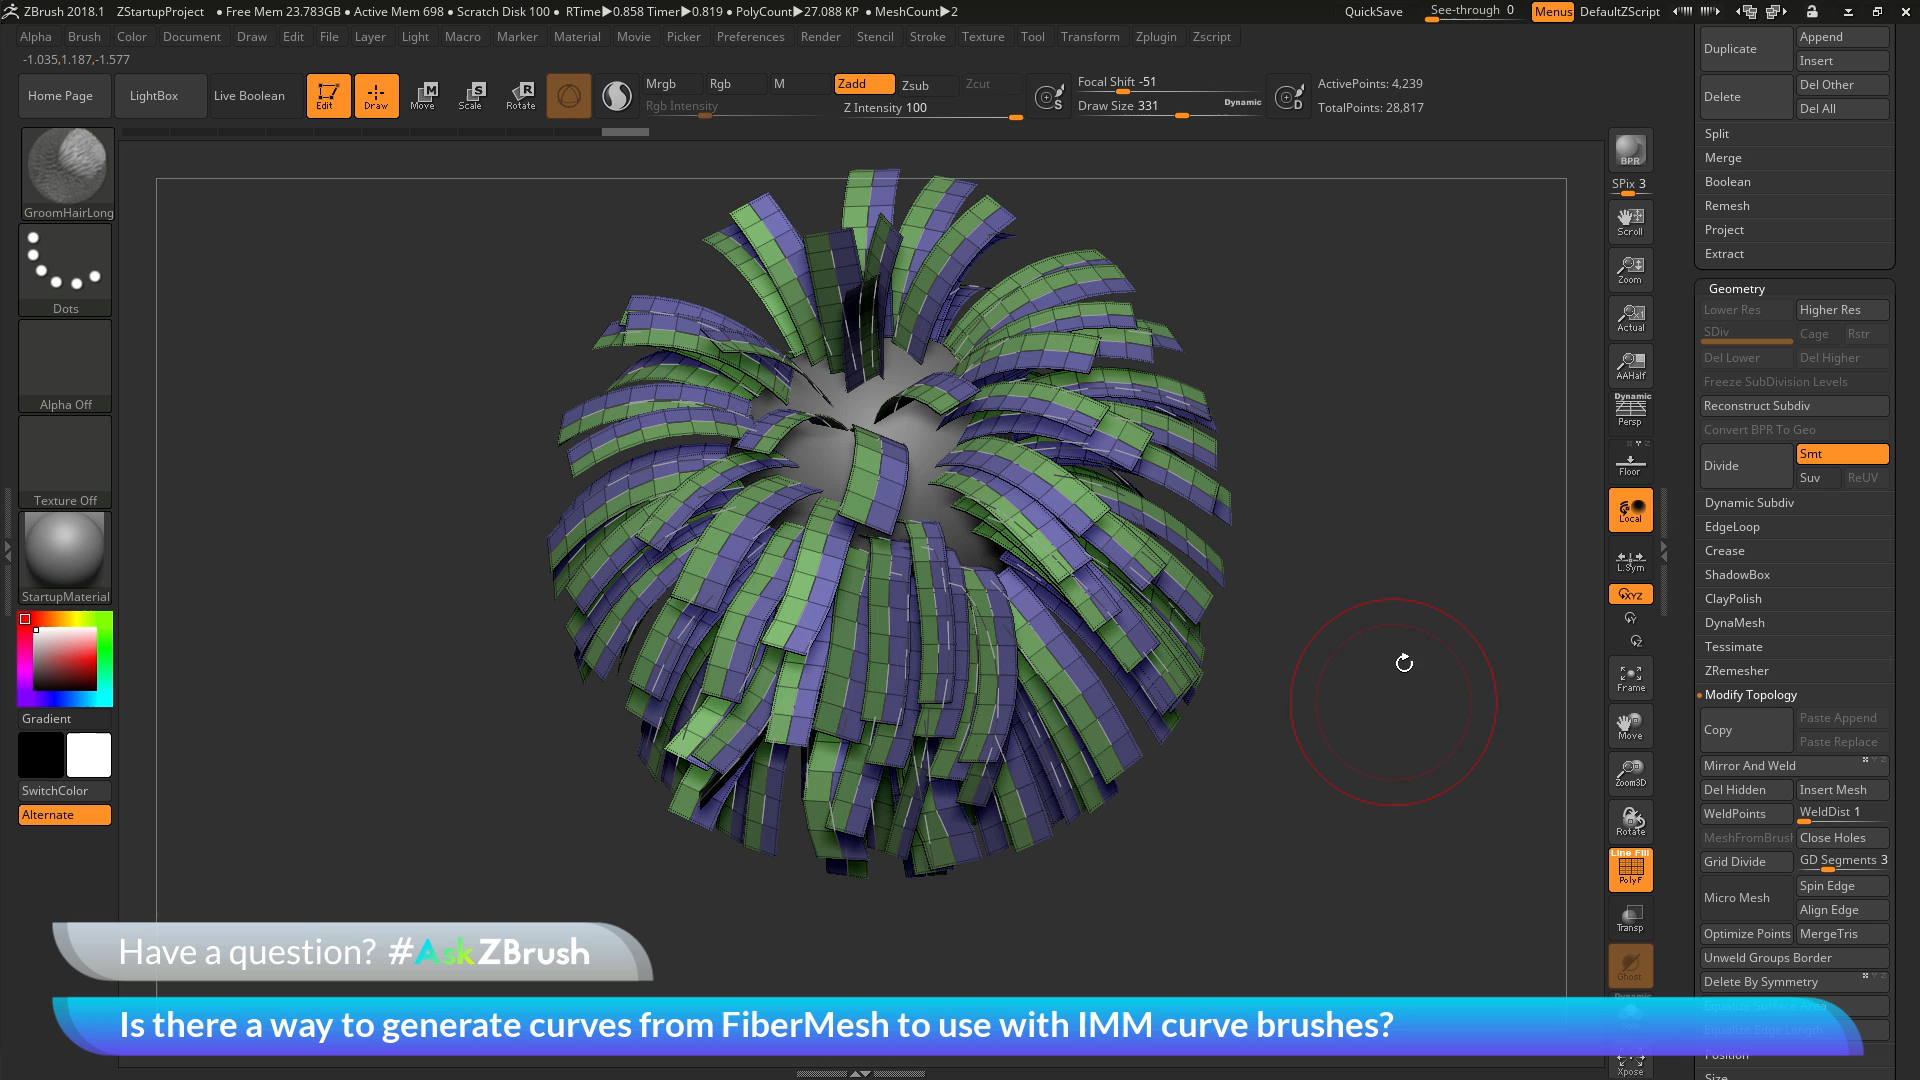 ZBrush 2018.1 ZStartupProject • Free Mem 23.783GB • Active Mem 698 • Scratch Disk 100 • RTime▶0.858 Timer▶0.819 • PolyCount▶27.088 KP • MeshCount▶2 QuickSave See-through 0 Menus DefaultZScript
Alpha Brush Color Document Draw Edit File Layer Light Macro Marker Material Movie Picker Preferences Render Stencil Stroke Texture Tool Transform Zplugin Zscript
-1.035,1.187,-1.577
Home Page LightBox Live Boolean Edit Draw Move Scale Rotate
Mrgb Rgb M Zadd Zsub Zcut
Rgb Intensity Z Intensity 100
Focal Shift -51
Draw Size 331 Dynamic
S
D
ActivePoints: 4,239
TotalPoints: 28,817
GroomHairLong
Dots
Alpha Off
Texture Off
StartupMaterial
Gradient
SwitchColor
Alternate
BPR
SPix 3
Scroll
Zoom
Actual
AAHalf
Dynamic
Persp
Floor
Local
L.Sym
XYZ
Y
Z
Frame
Move
Zoom3D
Rotate
Line Fill
PolyF
Transp
Ghost
Dynamic
Xpose
Duplicate Append
Insert
Delete Del Other
Del All
Split
Merge
Boolean
Remesh
Project
Extract
Geometry
Lower Res Higher Res
SDiv Cage Rstr
Del Lower Del Higher
Freeze SubDivision Levels
Reconstruct Subdiv
Convert BPR To Geo
Divide Smt
Suv ReUV
Dynamic Subdiv
EdgeLoop
Crease
ShadowBox
ClayPolish
DynaMesh
Tessimate
ZRemesher
Modify Topology
Copy Paste Append
Paste Replace
Mirror And Weld
Del Hidden Insert Mesh
WeldPoints WeldDist 1
MeshFromBrush Close Holes
Grid Divide GD Segments 3
Micro Mesh Spin Edge
Align Edge
Optimize Points MergeTris
Unweld Groups Border
Delete By Symmetry
Equalize Surface Area
Equalize Edge Length
Position
Size
Have a question? #AskZBrush
Is there a way to generate curves from FiberMesh to use with IMM curve brushes?